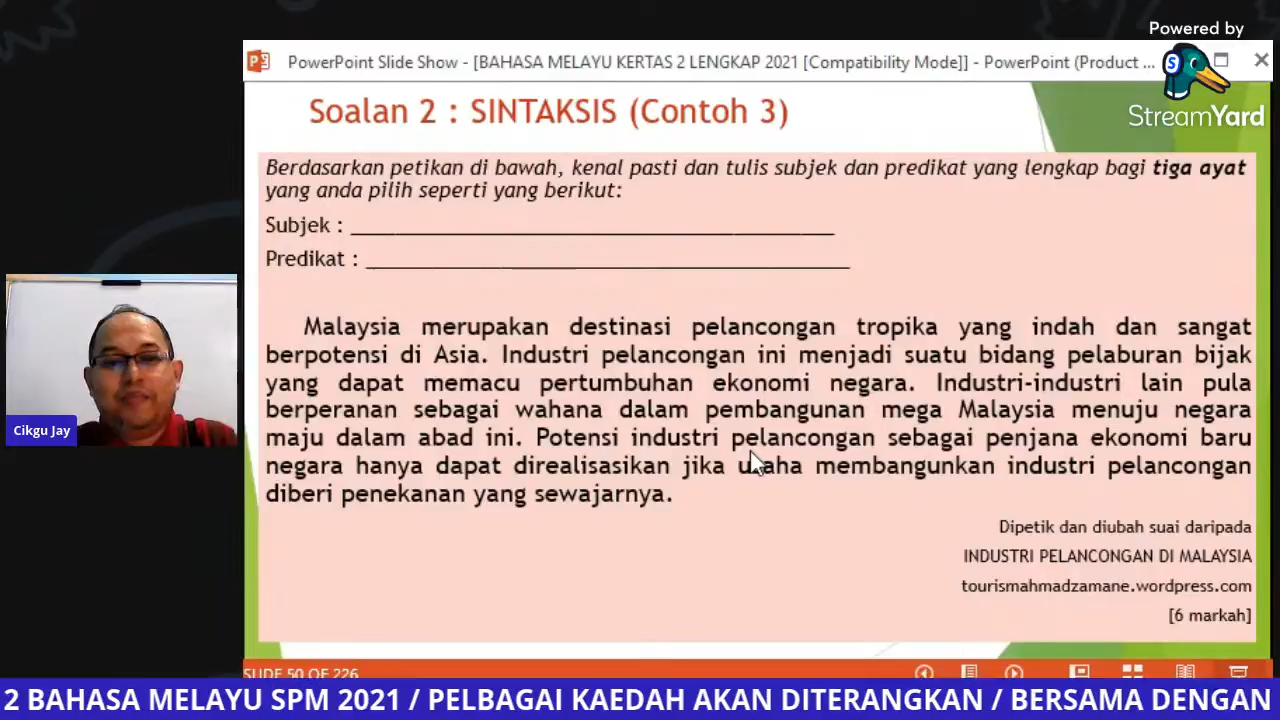 Powered by
StreamYard
PowerPoint Slide Show - [BAHASA MELAYU KERTAS 2 LENGKAP 2021 [Compatibility Mode]] - PowerPoint (Product ...
Soalan 2 : SINTAKSIS (Contoh 3)
Berdasarkan petikan di bawah, kenal pasti dan tulis subjek dan predikat yang lengkap bagi tiga ayat
yang anda pilih seperti yang berikut:
Subjek : ________________________________________
Predikat : ________________________________________
Malaysia merupakan destinasi pelancongan tropika yang indah dan sangat
berpotensi di Asia. Industri pelancongan ini menjadi suatu bidang pelaburan bijak
yang dapat memacu pertumbuhan ekonomi negara. Industri-industri lain pula
berperanan sebagai wahana dalam pembangunan mega Malaysia menuju negara
maju dalam abad ini. Potensi industri pelancongan sebagai penjana ekonomi baru
negara hanya dapat direalisasikan jika usaha membangunkan industri pelancongan
diberi penekanan yang sewajarnya.
Dipetik dan diubah suai daripada
INDUSTRI PELANCONGAN DI MALAYSIA
tourismahmadzamane.wordpress.com
[6 markah]
Cikgu Jay
SLIDE 50 OF 226
2 BAHASA MELAYU SPM 2021 / PELBAGAI KAEDAH AKAN DITERANGKAN / BERSAMA DENGAN